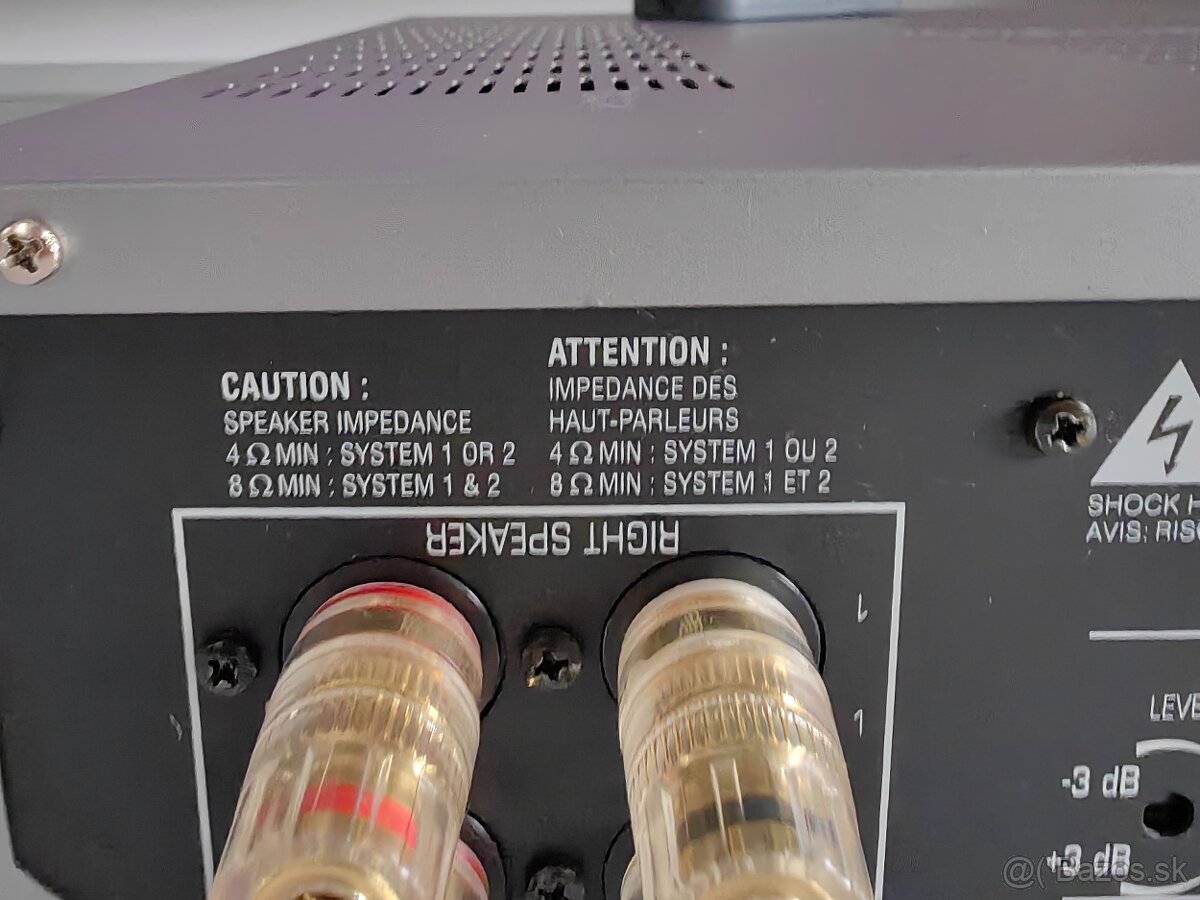 CAUTION :
SPEAKER IMPEDANCE
4 Ω MIN : SYSTEM 1 OR 2
8 Ω MIN : SYSTEM 1 & 2
ATTENTION :
IMPEDANCE DES
HAUT-PARLEURS
4 Ω MIN : SYSTEM 1 OU 2
8 Ω MIN : SYSTEM 1 ET 2
RIGHT SPEAKER
SHOCK
AVIS:
-3 dB
+3 dB
Bazos.sk